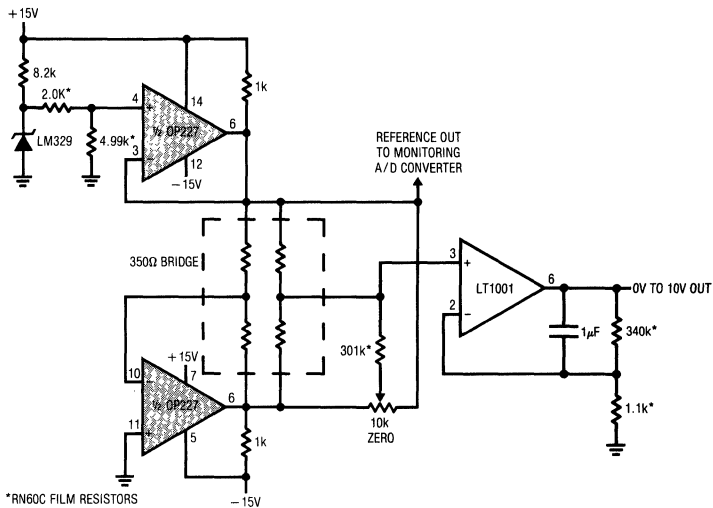 +15V
8.2k
2.0K*
LM329
4.99k*
4
+
14
½ OP227
6
3
−
12
−15V
1k
REFERENCE OUT
TO MONITORING
A/D CONVERTER
350Ω BRIDGE
3
+
LT1001
6
2
−
0V TO 10V OUT
1µF
340k*
1.1k*
301k*
+15V
10
−
7
½ OP227
6
11
+
5
1k
−15V
10k
ZERO
*RN60C FILM RESISTORS